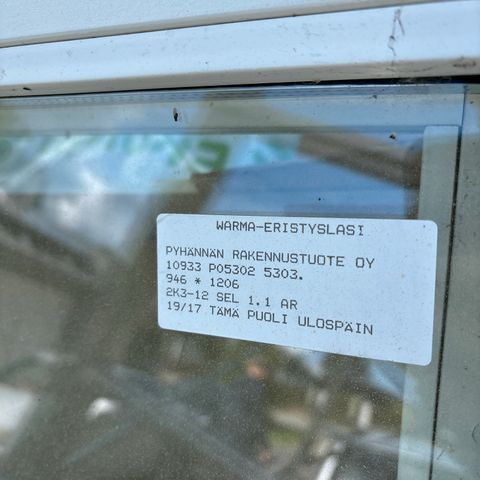 WARMA-ERISTYSLASI
PYHÄNNÄN RAKENNUSTUOTE OY
10933 P05302 5303.
946 * 1206
2K3-12 SEL 1.1 AR
19/17 TÄMÄ PUOLI ULOSPÄIN